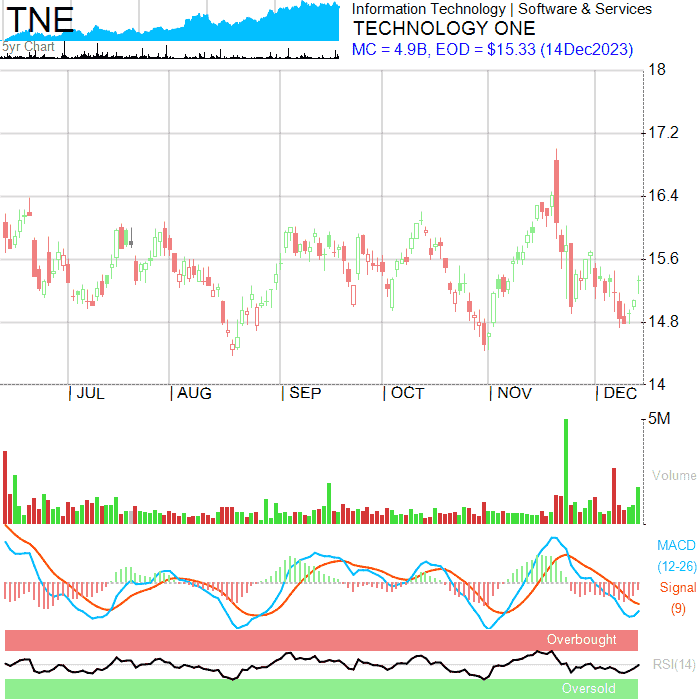 TNE
5yr Chart
Information Technology | Software & Services
TECHNOLOGY ONE
MC = 4.9B, EOD = $15.33 (14Dec2023)
18
17.2
16.4
15.6
14.8
14
| JUL | AUG | SEP | OCT | NOV | DEC
5M
Volume
MACD
(12-26)
Signal
(9)
Overbought
RSI(14)
Oversold